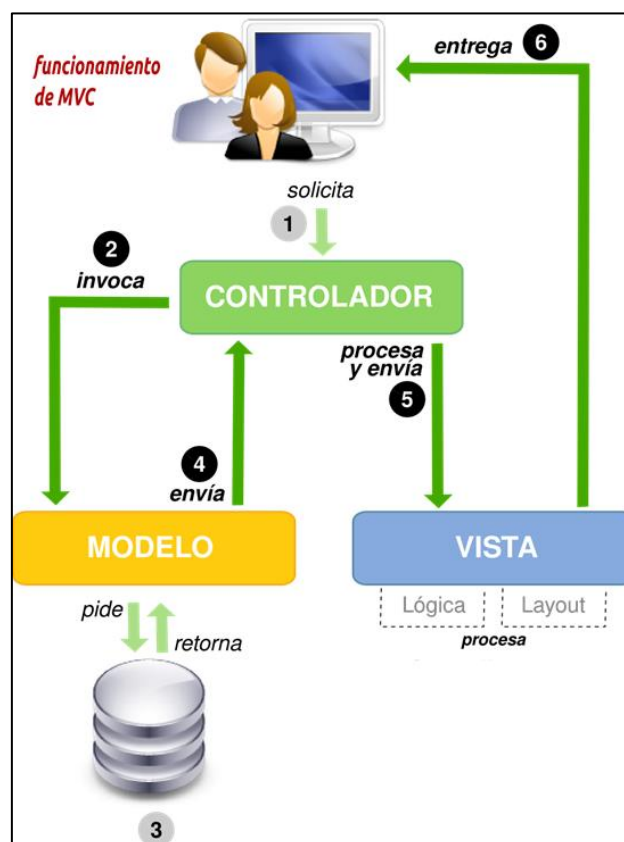 funcionamiento
de MVC
entrega 6
solicita
1
2
invoca
CONTROLADOR
procesa
y envía
5
4
envía
MODELO
VISTA
Lógica
Layout
procesa
pide
retorna
3